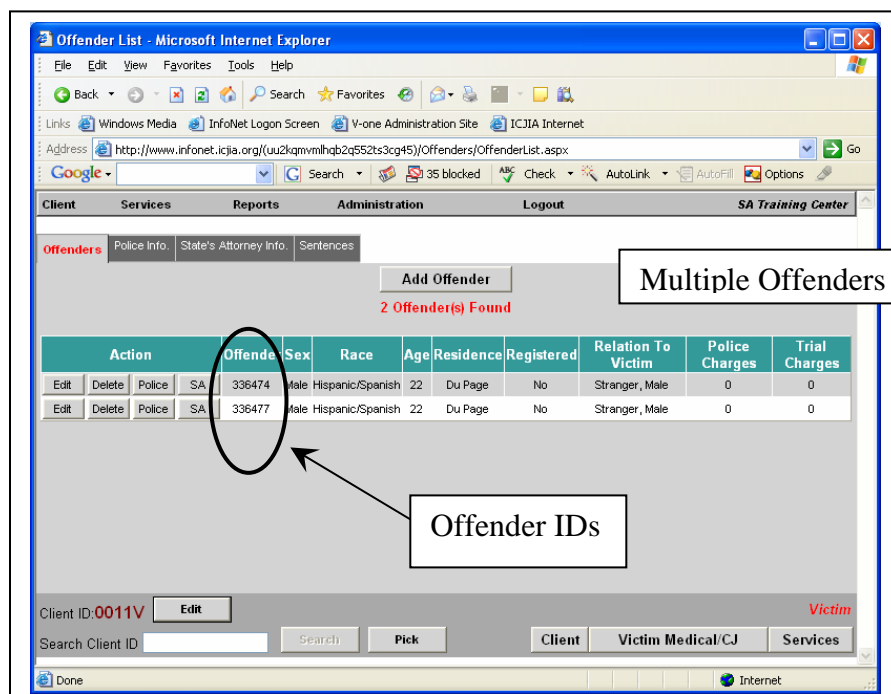 Offender List - Microsoft Internet Explorer
File Edit View Favorites Tools Help
Back Search Favorites
Links Windows Media InfoNet Logon Screen V-one Administration Site ICJIA Internet
Address http://www.infonet.icjia.org/(uu2kqmvmlhqb2q552ts3cg45)/Offenders/OffenderList.aspx Go
Google Search 35 blocked ABC Check AutoLink AutoFill Options
Client Services Reports Administration Logout SA Training Center
Offenders Police Info. State's Attorney Info. Sentences
Add Offender
Multiple Offenders
2 Offender(s) Found
Action Offender Sex Race Age Residence Registered Relation To Victim Police Charges Trial Charges
Edit Delete Police SA 336474 Male Hispanic/Spanish 22 Du Page No Stranger, Male 0 0
Edit Delete Police SA 336477 Male Hispanic/Spanish 22 Du Page No Stranger, Male 0 0
Offender IDs
Client ID:0011V Edit Victim
Search Client ID Search Pick Client Victim Medical/CJ Services
Done Internet